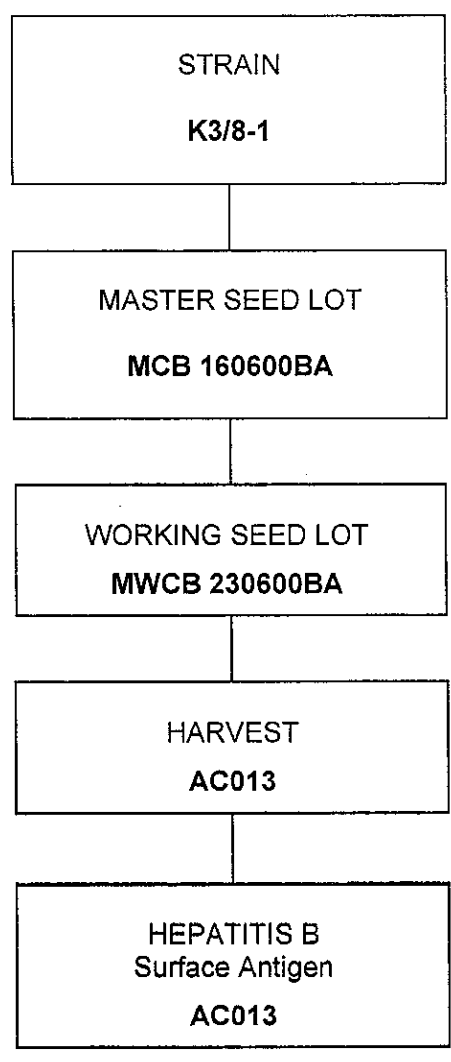 STRAIN
K3/8-1
MASTER SEED LOT
MCB 160600BA
WORKING SEED LOT
MWCB 230600BA
HARVEST
AC013
HEPATITIS B
Surface Antigen
AC013